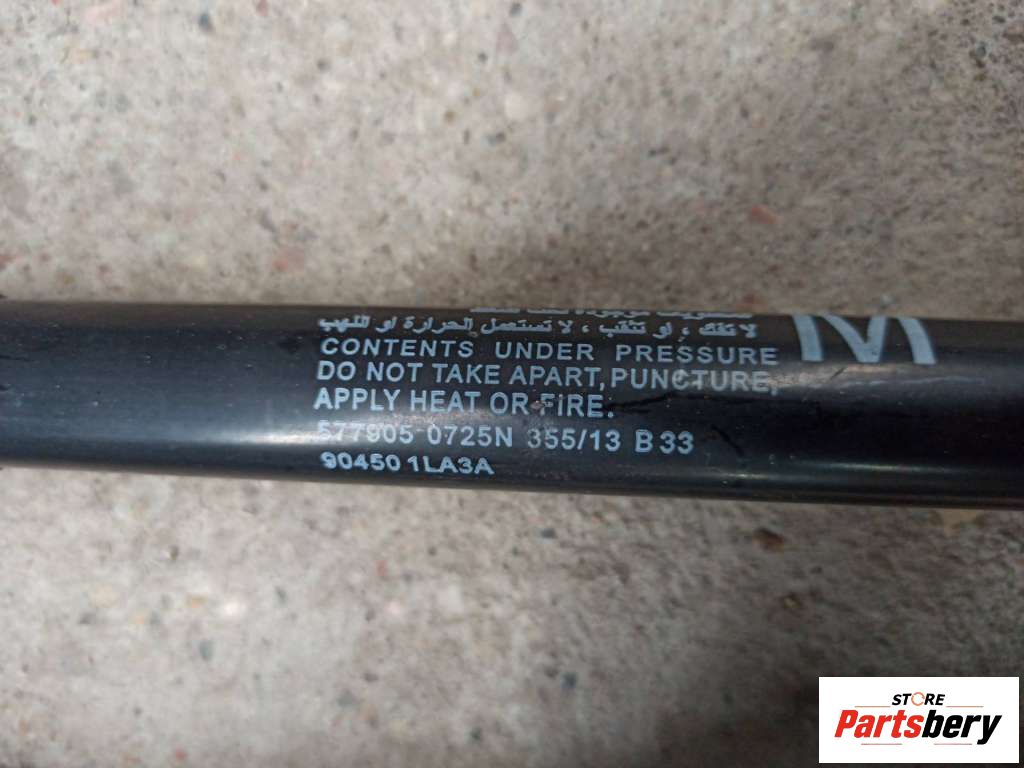 لا تفك ، او تثقب ، لا تستعمل الحرارة او اللهب
CONTENTS UNDER PRESSURE
DO NOT TAKE APART, PUNCTURE,
APPLY HEAT OR FIRE.
577905 0725N 355/13 B 33
90450 1LA3A
STORE
Partsbery